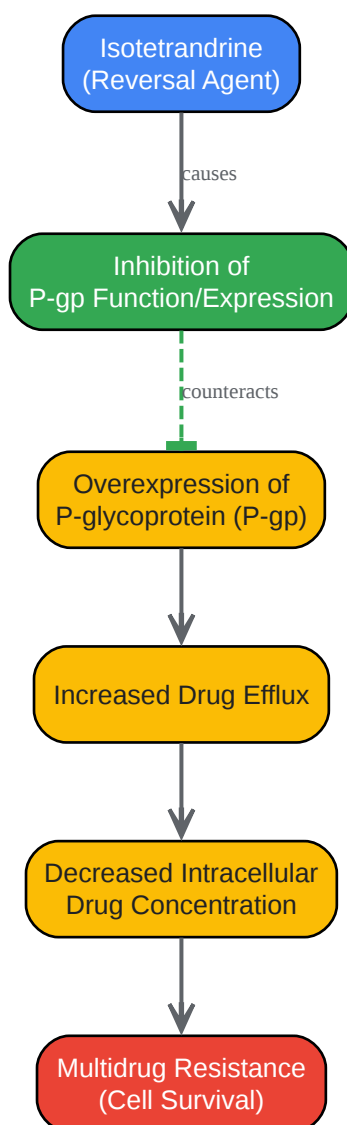 Isotetrandrine
(Reversal Agent)
causes
Inhibition of
P-gp Function/Expression
counteracts
Overexpression of
P-glycoprotein (P-gp)
Increased Drug Efflux
Decreased Intracellular
Drug Concentration
Multidrug Resistance
(Cell Survival)